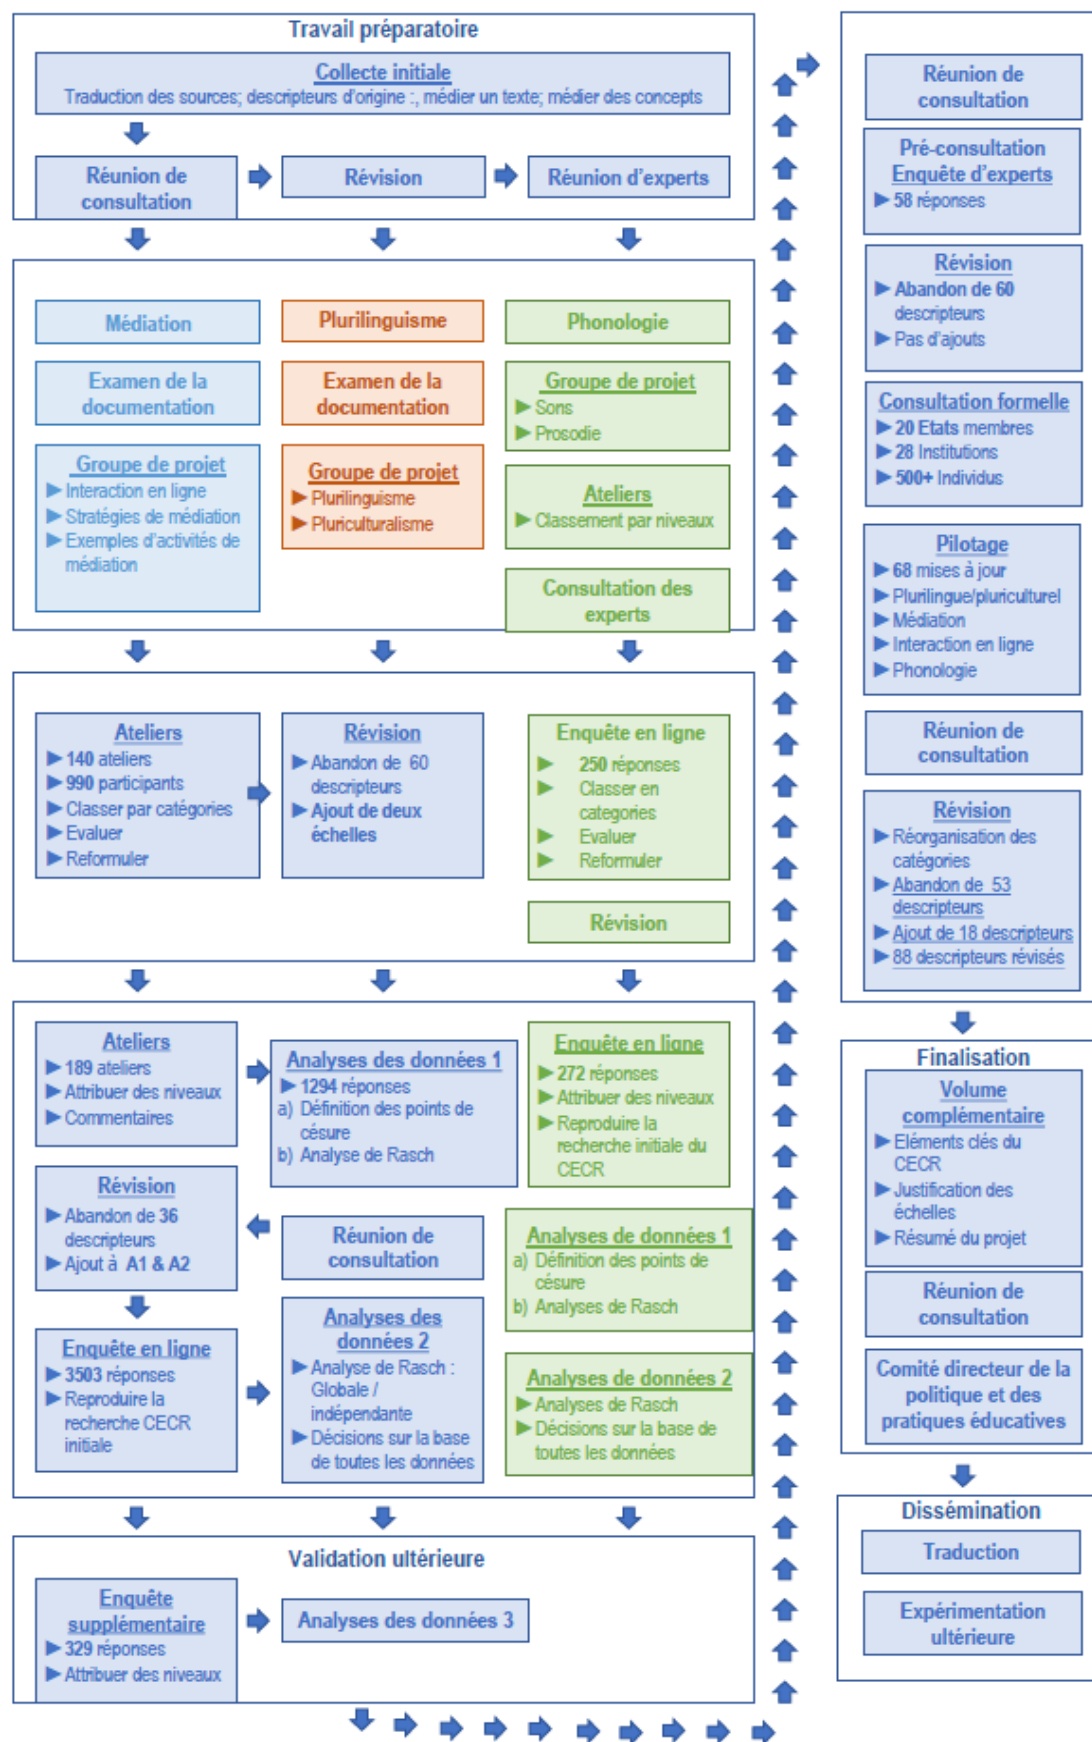 Travail préparatoire
Collecte initiale
Traduction des sources; descripteurs d'origine :, médier un texte; médier des concepts
Réunion de
consultation
Révision
Réunion d'experts
Médiation
Examen de la
documentation
Groupe de projet
► Interaction en ligne
► Stratégies de médiation
► Exemples d'activités de
médiation
Plurilinguisme
Examen de la
documentation
Groupe de projet
► Plurilinguisme
► Pluriculturalisme
Phonologie
Groupe de projet
► Sons
► Prosodie
Ateliers
► Classement par niveaux
Consultation des
experts
Ateliers
► 140 ateliers
► 990 participants
► Classer par catégories
► Evaluer
► Reformuler
Révision
► Abandon de 60
descripteurs
► Ajout de deux
échelles
Enquête en ligne
► 250 réponses
► Classer en
categories
► Evaluer
► Reformuler
Révision
Ateliers
► 189 ateliers
► Attribuer des niveaux
► Commentaires
Analyses des données 1
► 1294 réponses
a) Définition des points de
césure
b) Analyse de Rasch
Enquête en ligne
► 272 réponses
► Attribuer des niveaux
► Reproduire la
recherche initiale du
CECR
Révision
► Abandon de 36
descripteurs
► Ajout à A1 & A2
Réunion de
consultation
Analyses de données 1
a) Définition des points de
césure
b) Analyses de Rasch
Enquête en ligne
► 3503 réponses
► Reproduire la
recherche CECR
initiale
Analyses des
données 2
► Analyse de Rasch :
Globale /
indépendante
► Décisions sur la base
de toutes les données
Analyses de données 2
► Analyses de Rasch
► Décisions sur la base de
toutes les données
Validation ultérieure
Enquête
supplémentaire
► 329 réponses
► Attribuer des niveaux
Analyses des données 3
Réunion de
consultation
Pré-consultation
Enquête d'experts
► 58 réponses
Révision
► Abandon de 60
descripteurs
► Pas d'ajouts
Consultation formelle
► 20 Etats membres
► 28 Institutions
► 500+ Individus
Pilotage
► 68 mises à jour
► Plurilingue/pluriculturel
► Médiation
► Interaction en ligne
► Phonologie
Réunion de
consultation
Révision
► Réorganisation des
catégories
► Abandon de 53
descripteurs
► Ajout de 18 descripteurs
► 88 descripteurs révisés
Finalisation
Volume
complémentaire
► Eléments clés du
CECR
► Justification des
échelles
► Résumé du projet
Réunion de
consultation
Comité directeur de la
politique et des
pratiques éducatives
Dissémination
Traduction
Expérimentation
ultérieure